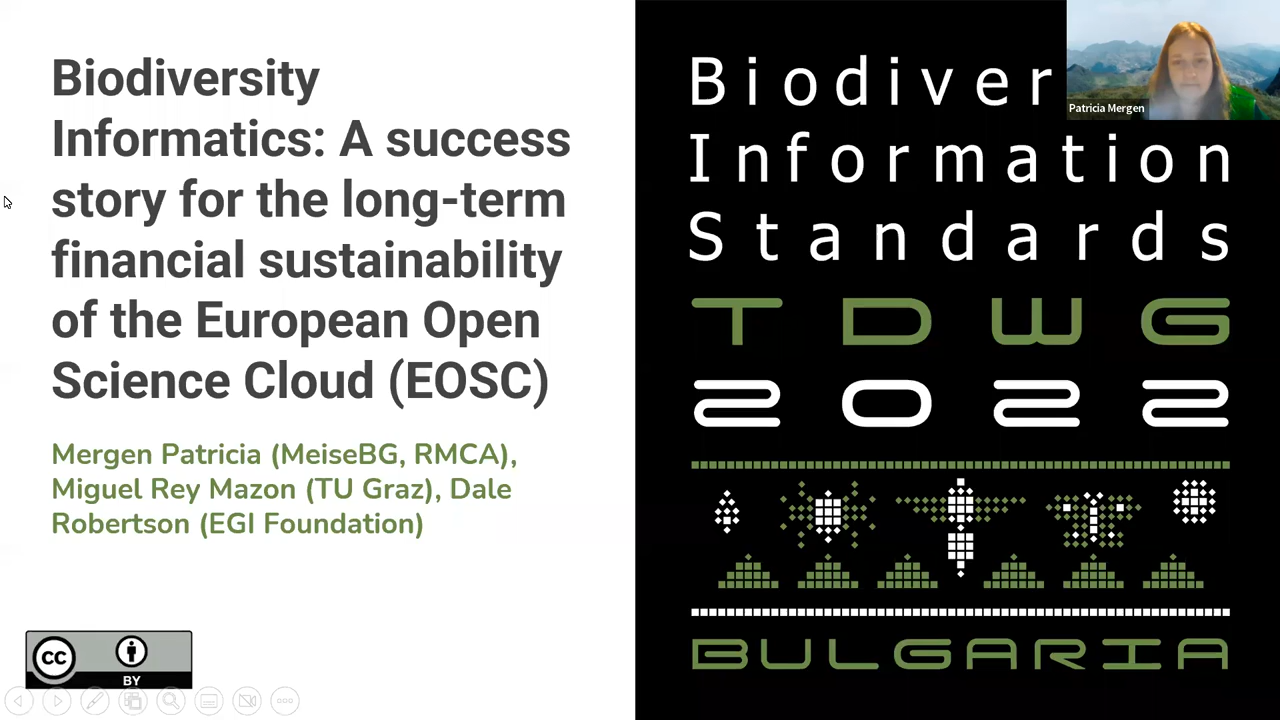 Biodiversity
Informatics: A success
story for the long-term
financial sustainability
of the European Open
Science Cloud (EOSC)
Mergen Patricia (MeiseBG, RMCA),
Miguel Rey Mazon (TU Graz), Dale
Robertson (EGI Foundation)
cc
BY
Biodiver
Patricia Mergen
Information
Standards
TDWG
2022
BULGARIA